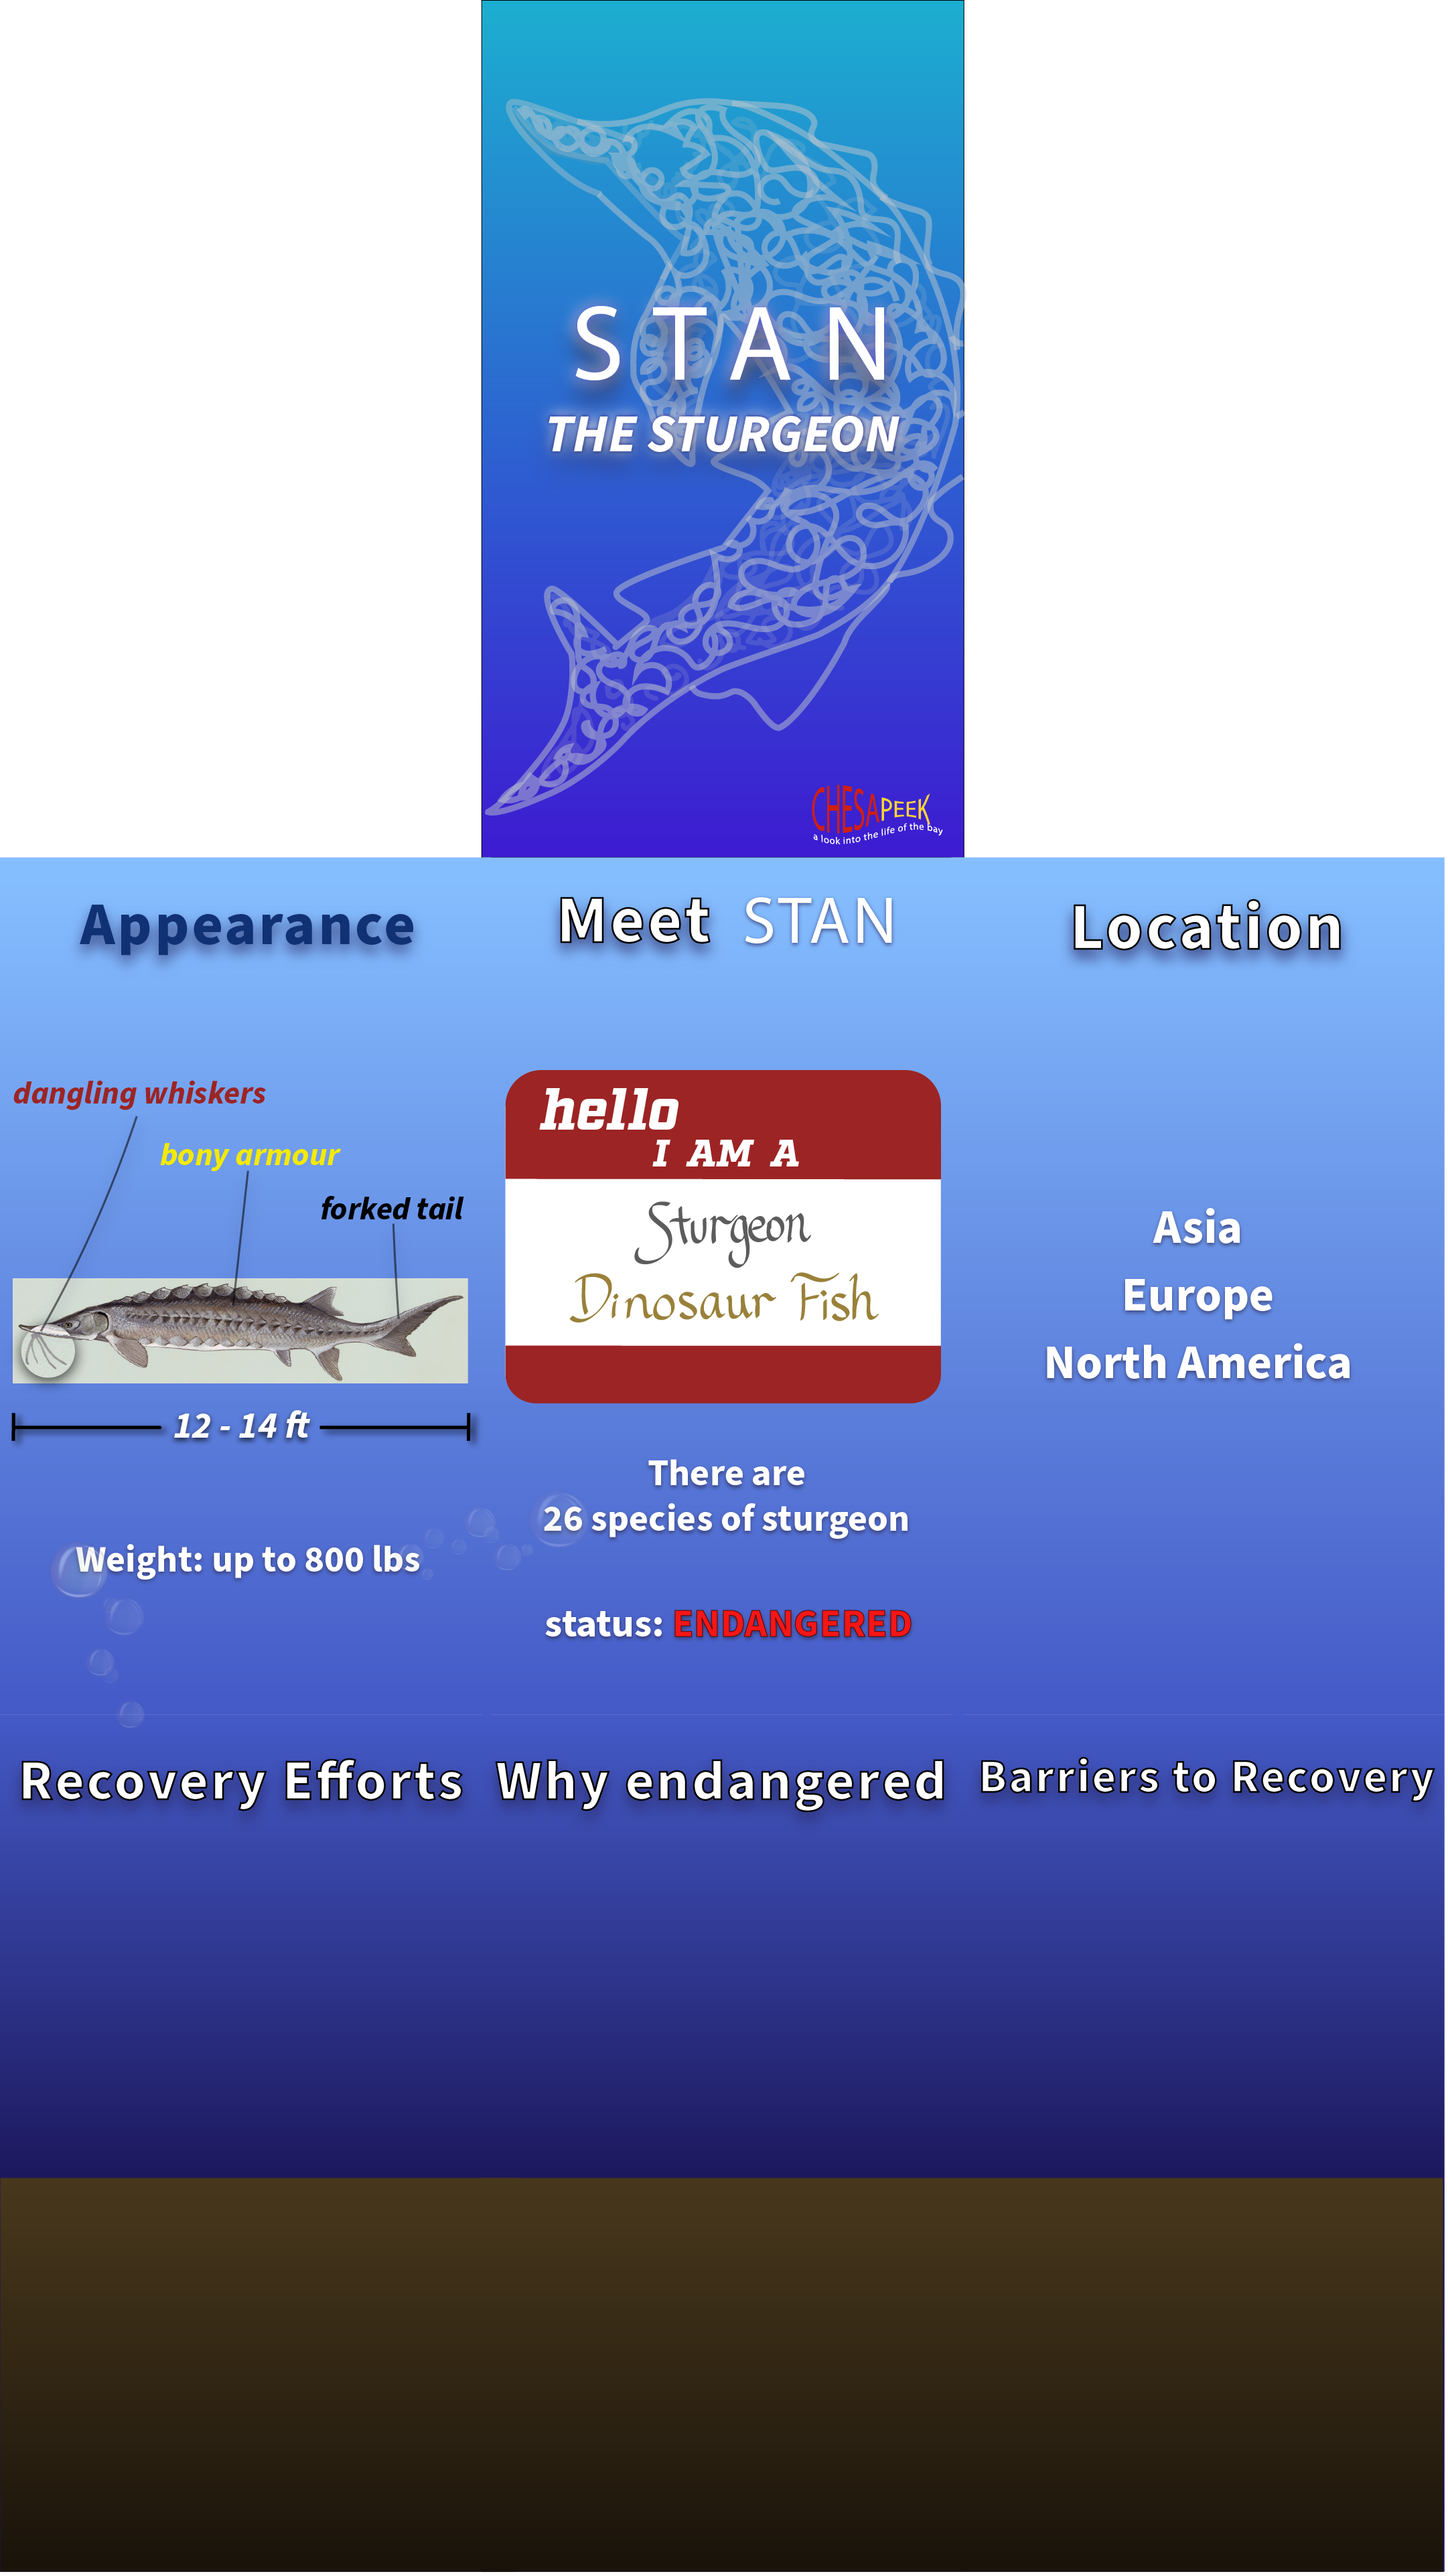 STAN
THE STURGEON
CHESAPEEK
a look into the life of the bay
Appearance
dangling whiskers
bony armour
forked tail
12 - 14 ft
Weight: up to 800 lbs
Meet STAN
hello
I AM A
Sturgeon
Dinosaur Fish
There are
26 species of sturgeon
status: ENDANGERED
Location
Asia
Europe
North America
Recovery Efforts
Why endangered
Barriers to Recovery